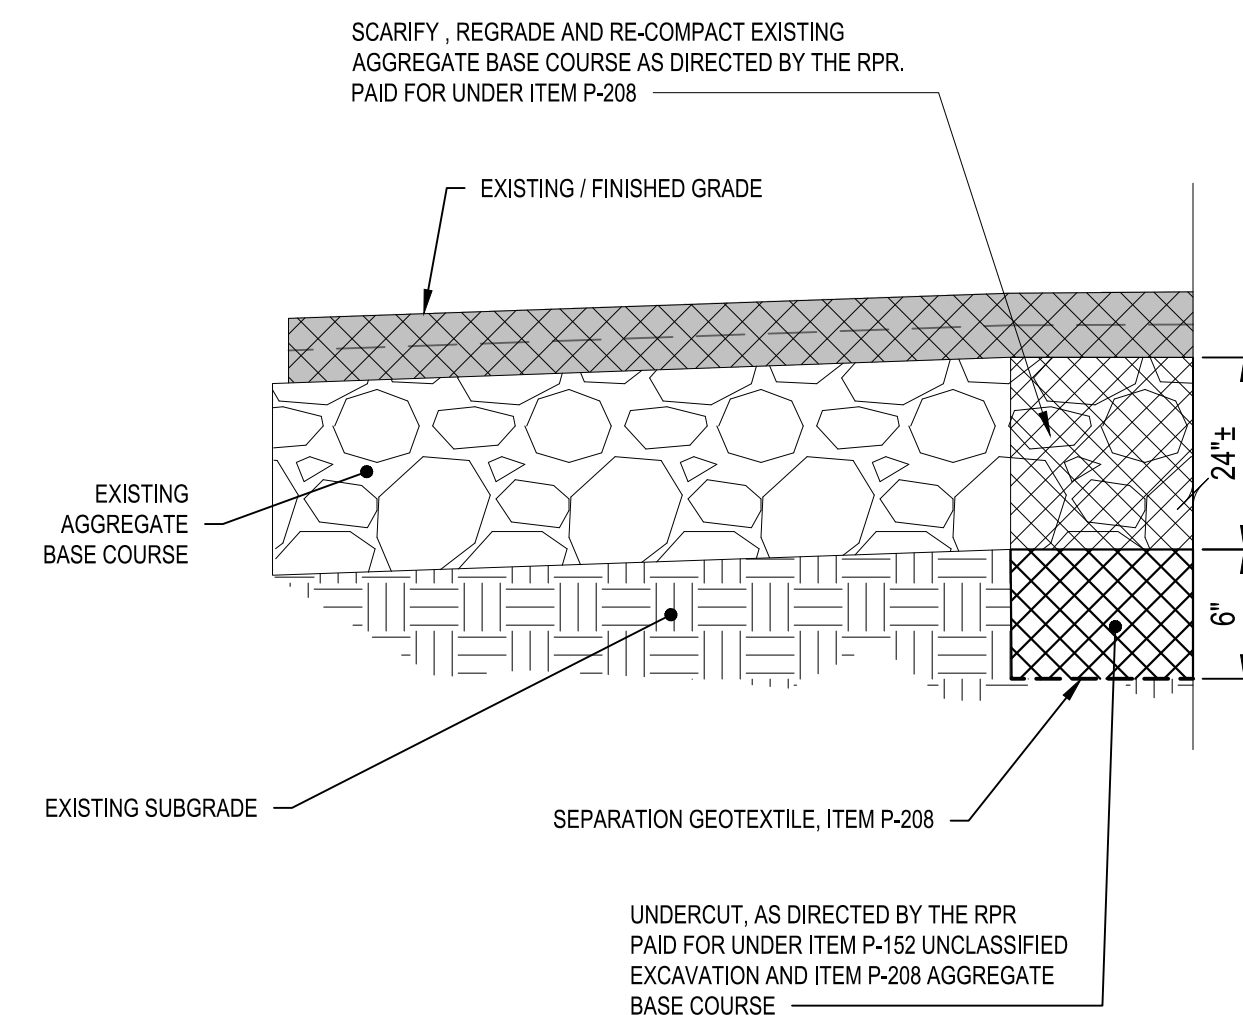 SCARIFY , REGRADE AND RE-COMPACT EXISTING
AGGREGATE BASE COURSE AS DIRECTED BY THE RPR.
PAID FOR UNDER ITEM P-208
EXISTING / FINISHED GRADE
EXISTING
AGGREGATE
BASE COURSE
24"±
6"
EXISTING SUBGRADE
SEPARATION GEOTEXTILE, ITEM P-208
UNDERCUT, AS DIRECTED BY THE RPR
PAID FOR UNDER ITEM P-152 UNCLASSIFIED
EXCAVATION AND ITEM P-208 AGGREGATE
BASE COURSE